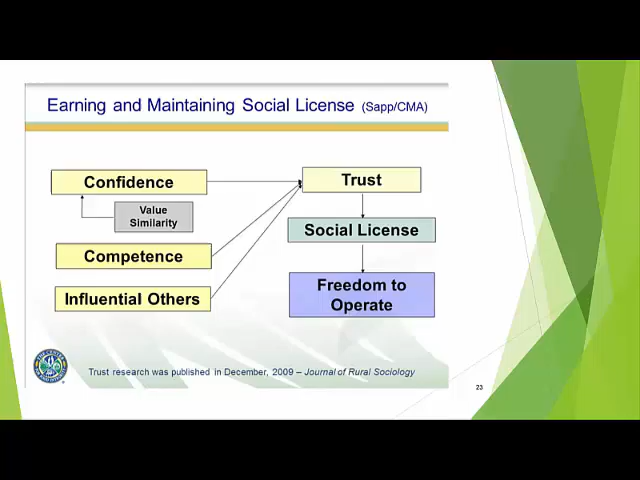 Earning and Maintaining Social License (Sapp/CMA)
Confidence
Trust
Value
Similarity
Social License
Competence
Freedom to
Operate
Influential Others
Trust research was published in December, 2009 – Journal of Rural Sociology
23